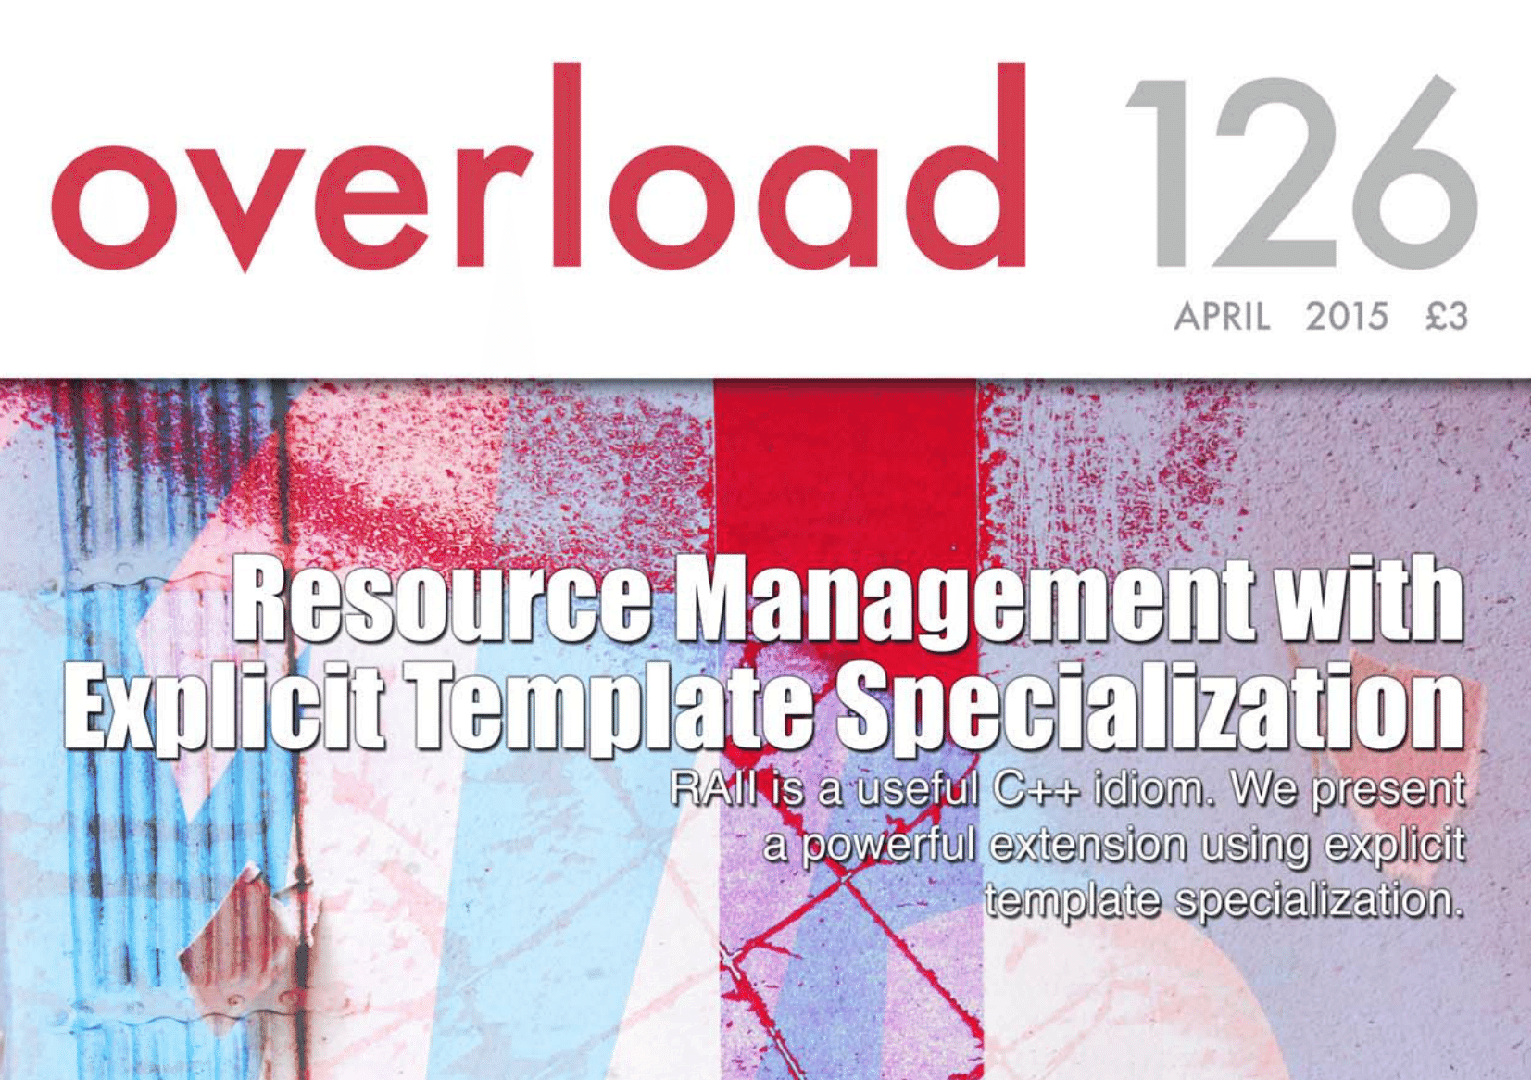 overload 126
APRIL 2015 £3
Resource Management with
Explicit Template Specialization
RAII is a useful C++ idiom. We present
a powerful extension using explicit
template specialization.